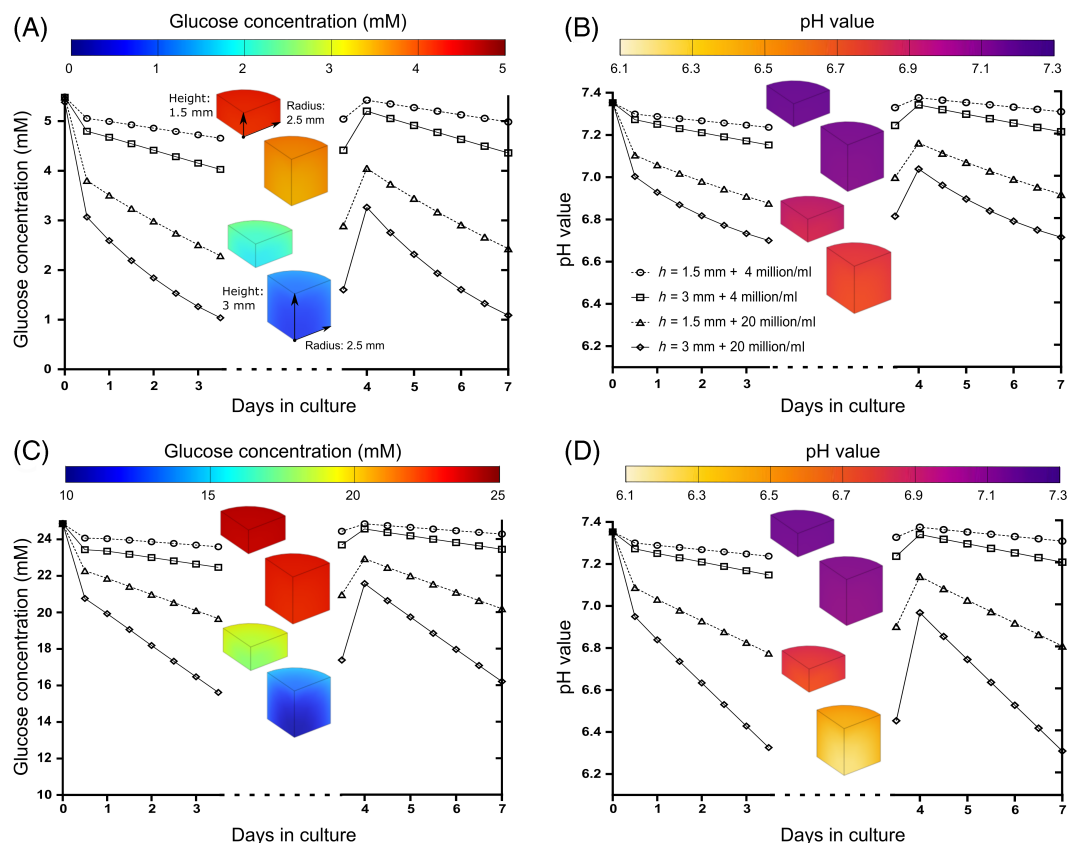 (A)
Glucose concentration (mM)
0 1 2 3 4 5
Height:
1.5 mm
Radius:
2.5 mm
Height:
3 mm
Radius: 2.5 mm
Glucose concentration (mM)
5
4
3
2
1
0
0 1 2 3 4 5 6 7
Days in culture
(B)
pH value
6.1 6.3 6.5 6.7 6.9 7.1 7.3
pH value
7.4
7.2
7.0
6.8
6.6
6.4
6.2
h = 1.5 mm + 4 million/ml
h = 3 mm + 4 million/ml
h = 1.5 mm + 20 million/ml
h = 3 mm + 20 million/ml
0 1 2 3 4 5 6 7
Days in culture
(C)
Glucose concentration (mM)
10 15 20 25
Glucose concentration (mM)
24
22
20
18
16
14
12
10
0 1 2 3 4 5 6 7
Days in culture
(D)
pH value
6.1 6.3 6.5 6.7 6.9 7.1 7.3
pH value
7.4
7.2
7.0
6.8
6.6
6.4
6.2
0 1 2 3 4 5 6 7
Days in culture